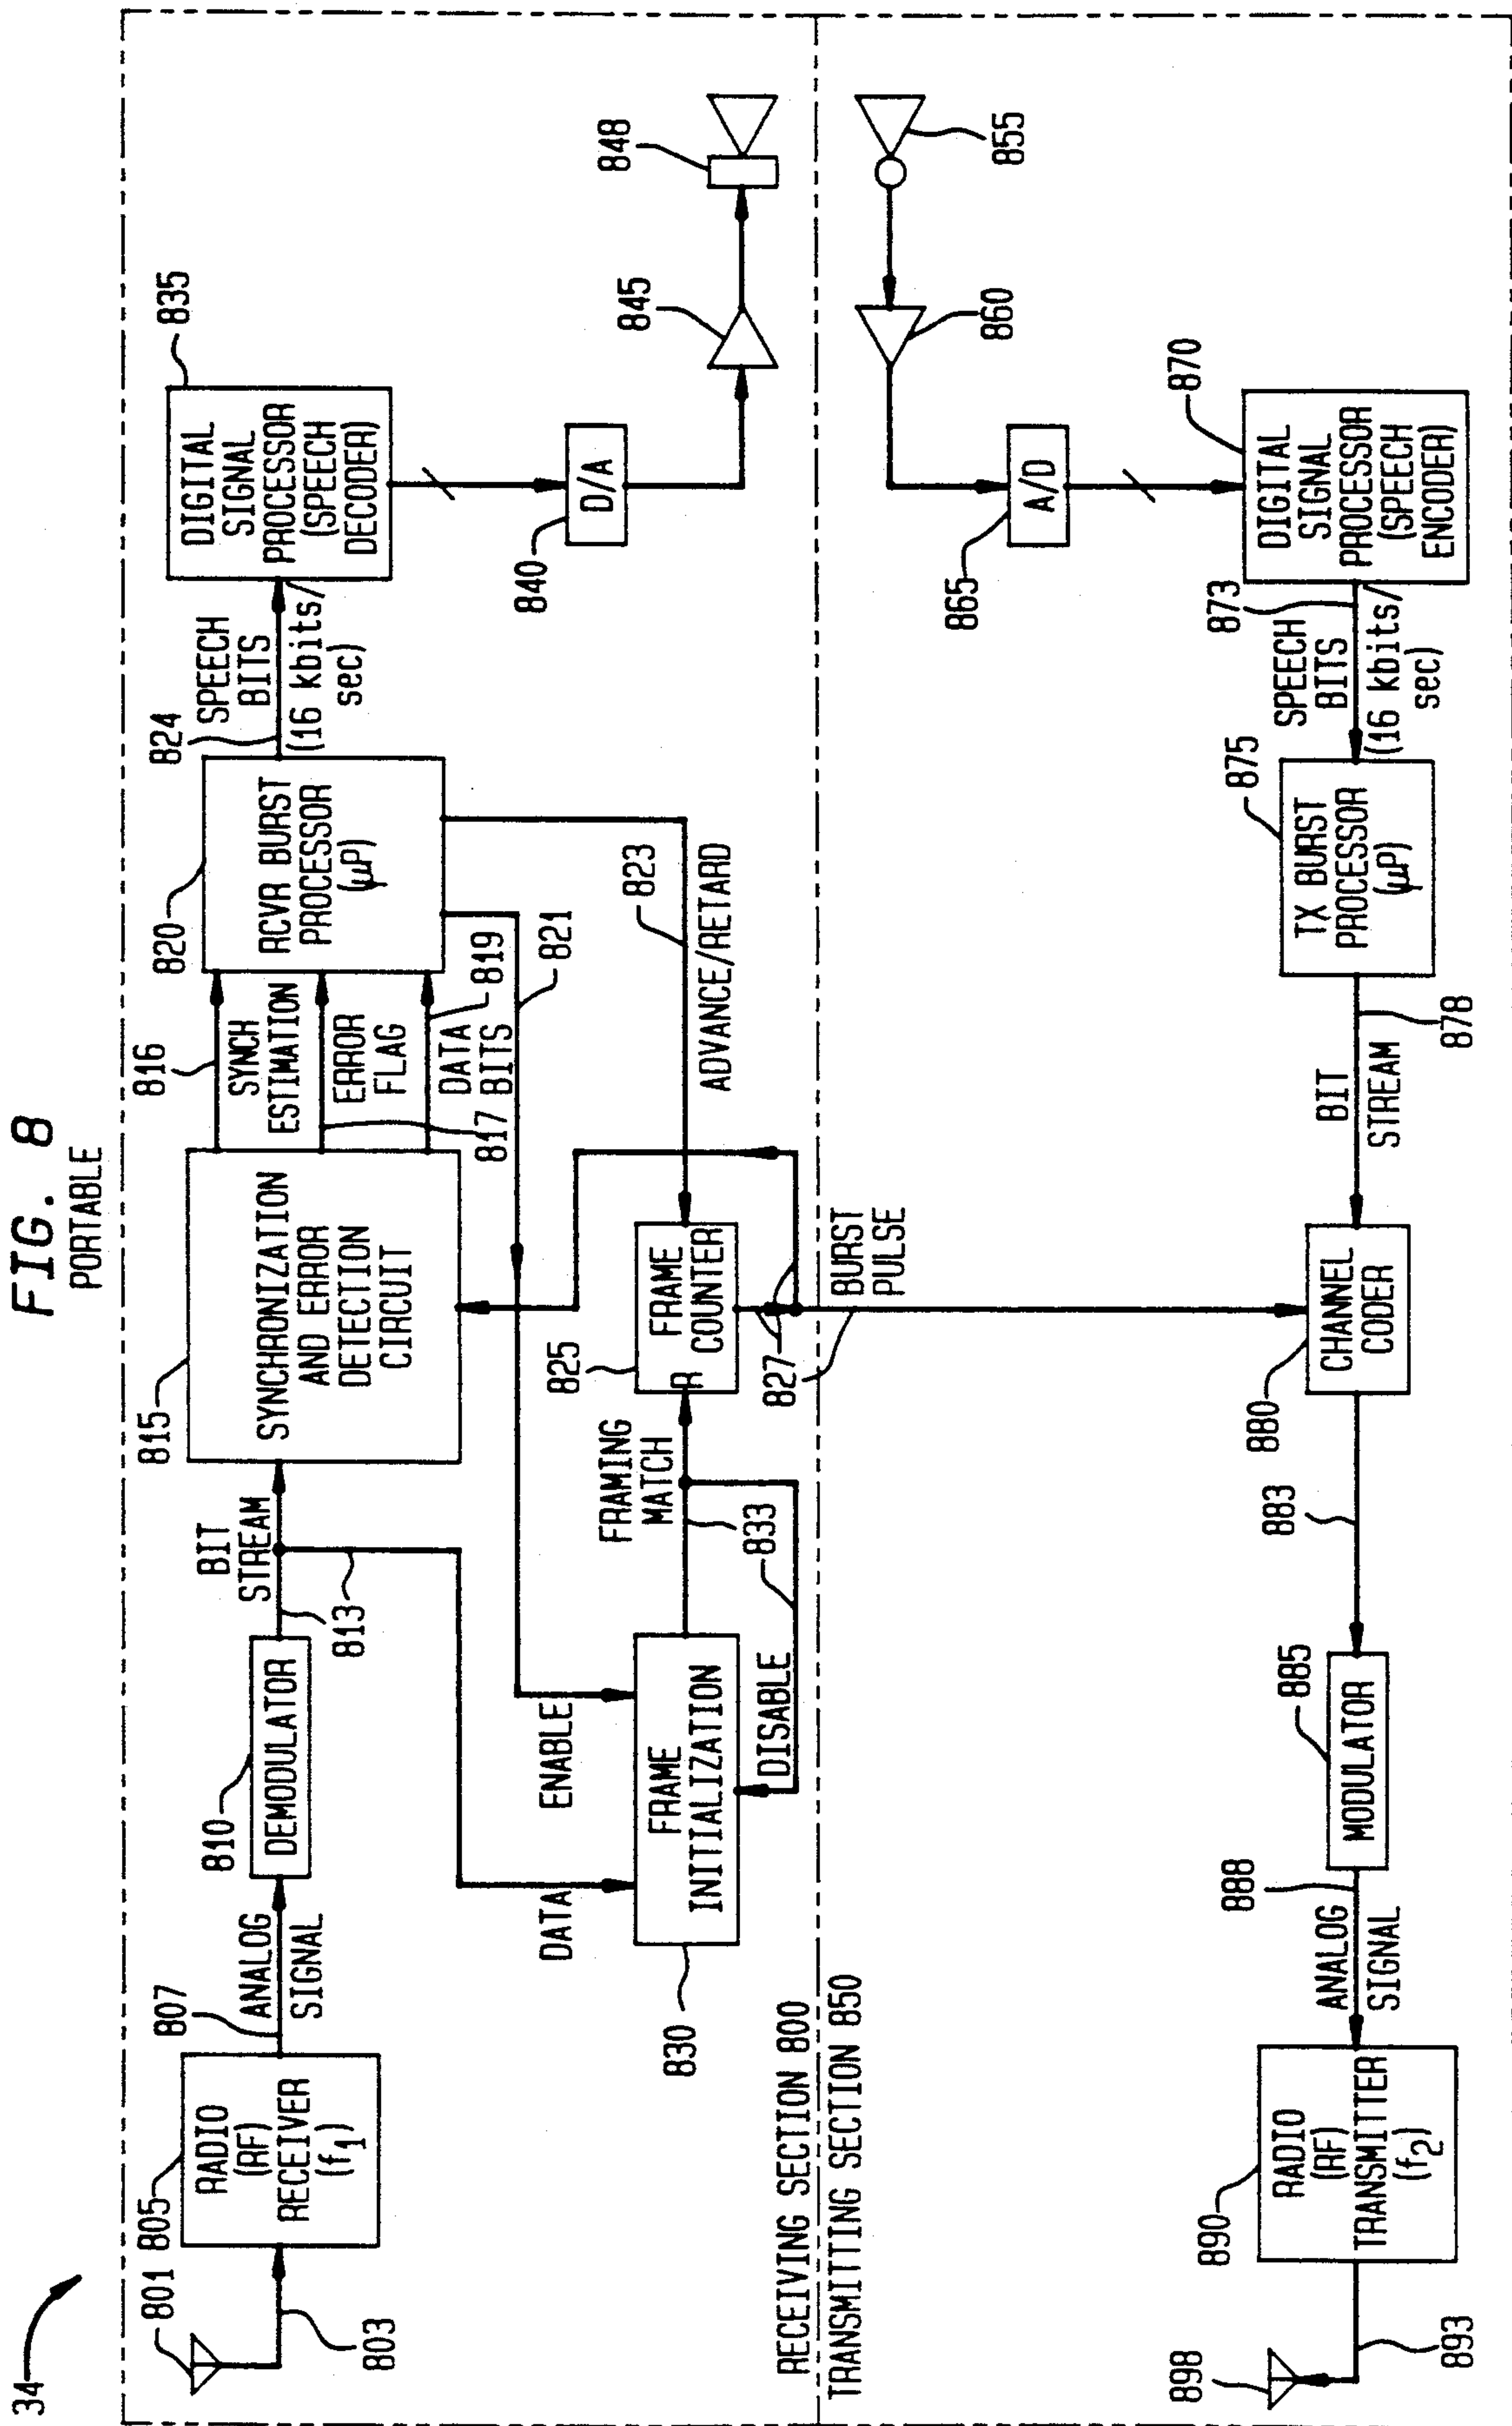 FIG. 8
PORTABLE
34
801
803
805
RADIO
(RF)
RECEIVER
(f1)
807
ANALOG
SIGNAL
810
DEMODULATOR
813
BIT
STREAM
815
SYNCHRONIZATION
AND ERROR
DETECTION
CIRCUIT
816
SYNCH
ESTIMATION
817
ERROR
FLAG
819
DATA
BITS
820
RCVR BURST
PROCESSOR
(µP)
821
823
ADVANCE/RETARD
824
SPEECH
BITS
(16 kbits/
sec)
835
DIGITAL
SIGNAL
PROCESSOR
(SPEECH
DECODER)
840
D/A
845
848
DATA
ENABLE
830
FRAME
INITIALIZATION
DISABLE
833
FRAMING
MATCH
825
R
FRAME
COUNTER
827
BURST
PULSE
RECEIVING SECTION 800
TRANSMITTING SECTION 850
855
860
865
A/D
870
DIGITAL
SIGNAL
PROCESSOR
(SPEECH
ENCODER)
873
SPEECH
BITS
(16 kbits/
sec)
875
TX BURST
PROCESSOR
(µP)
878
BIT
STREAM
880
CHANNEL
CODER
883
885
MODULATOR
888
ANALOG
SIGNAL
890
RADIO
(RF)
TRANSMITTER
(f2)
893
898